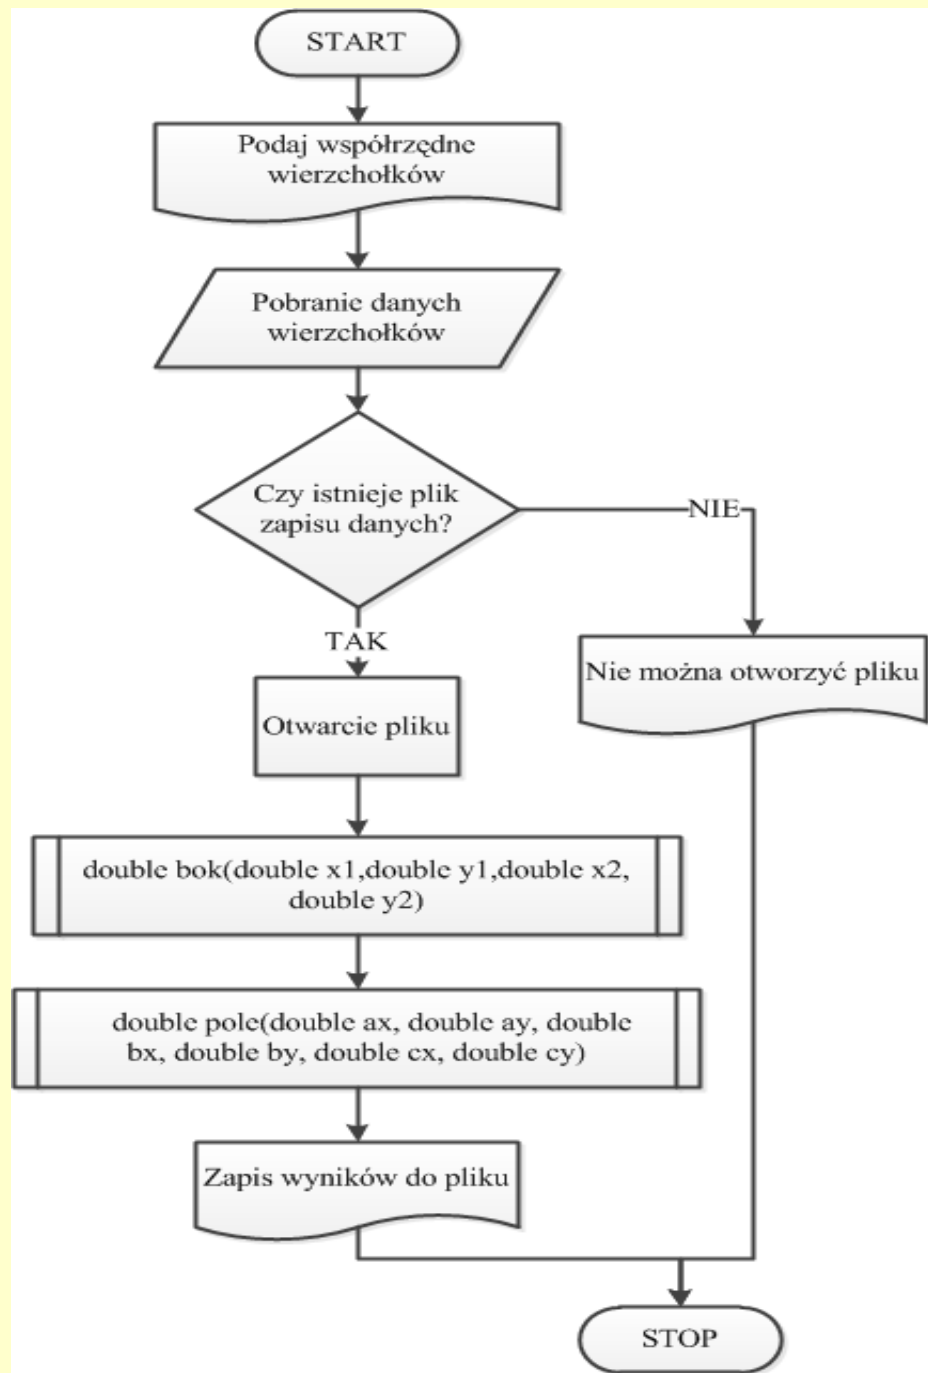 START
Podaj współrzędne
wierzchołków
Pobranie danych
wierzchołków
Czy istnieje plik
zapisu danych?
NIE
TAK
Nie można otworzyć pliku
Otwarcie pliku
double bok(double x1,double y1,double x2,
double y2)
double pole(double ax, double ay, double
bx, double by, double cx, double cy)
Zapis wyników do pliku
STOP